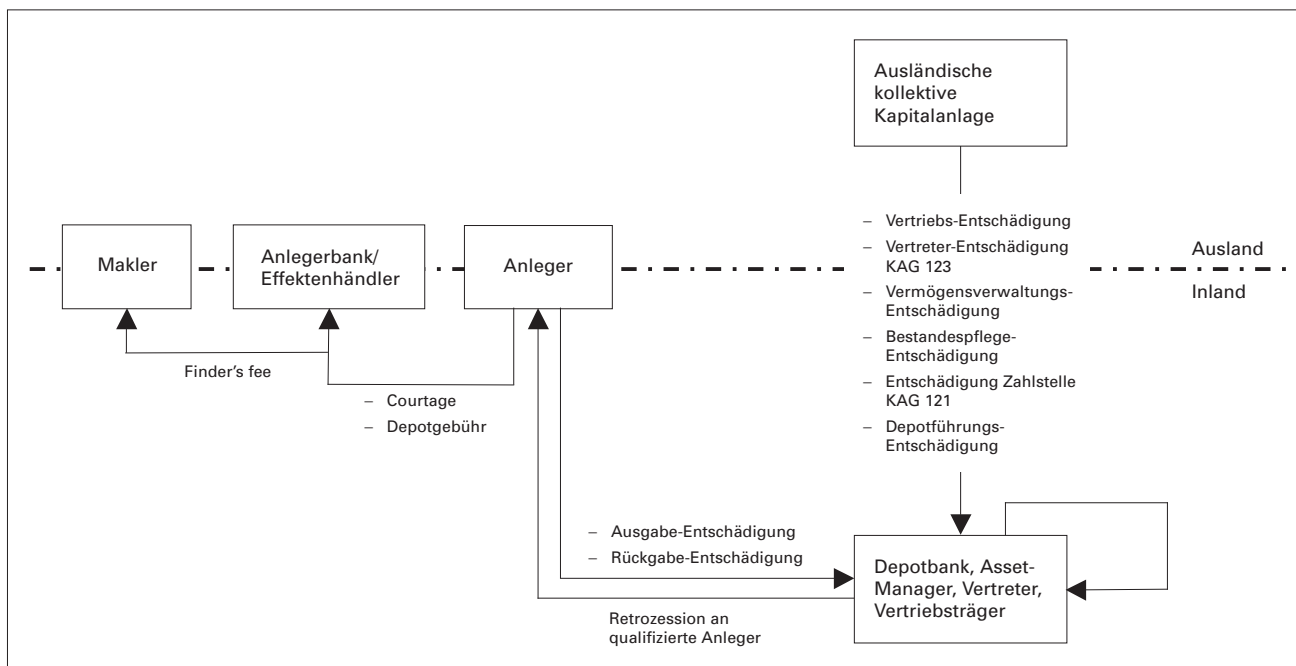 Ausländische
kollektive
Kapitalanlage
Makler
Anlegerbank/
Effektenhändler
Anleger
– Vertriebs-Entschädigung
– Vertreter-Entschädigung
KAG 123
– Vermögensverwaltungs-
Entschädigung
– Bestandespflege-
Entschädigung
– Entschädigung Zahlstelle
KAG 121
– Depotführungs-
Entschädigung
Ausland
Inland
Finder's fee
– Courtage
– Depotgebühr
– Ausgabe-Entschädigung
– Rückgabe-Entschädigung
Retrozession an
qualifizierte Anleger
Depotbank, Asset-
Manager, Vertreter,
Vertriebsträger